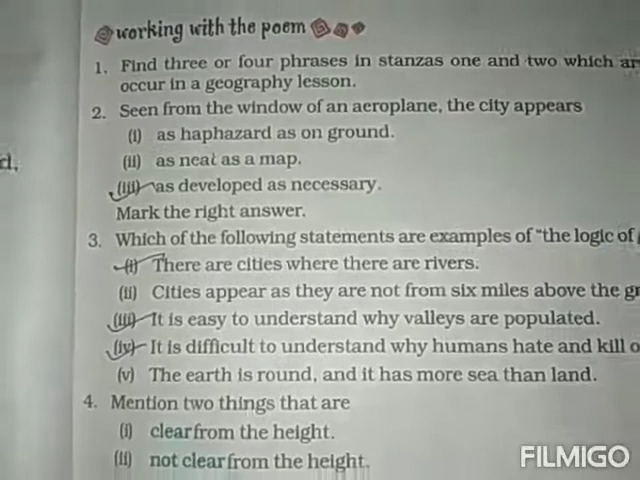 working with the poem
1. Find three or four phrases in stanzas one and two which
occur in a geography lesson.
2. Seen from the window of an aeroplane, the city appears
(i) as haphazard as on ground.
(ii) as neat as a map.
d,
(iii) as developed as necessary.
Mark the right answer.
3. Which of the following statements are examples of "the logic of
(i) There are cities where there are rivers.
(ii) Cities appear as they are not from six miles above the
(iii) It is easy to understand why valleys are populated.
(iv) It is difficult to understand why humans hate and kill
(v) The earth is round, and it has more sea than land.
4. Mention two things that are
(i) clear from the height.
(ii) not clear from the height.
FILMIGO